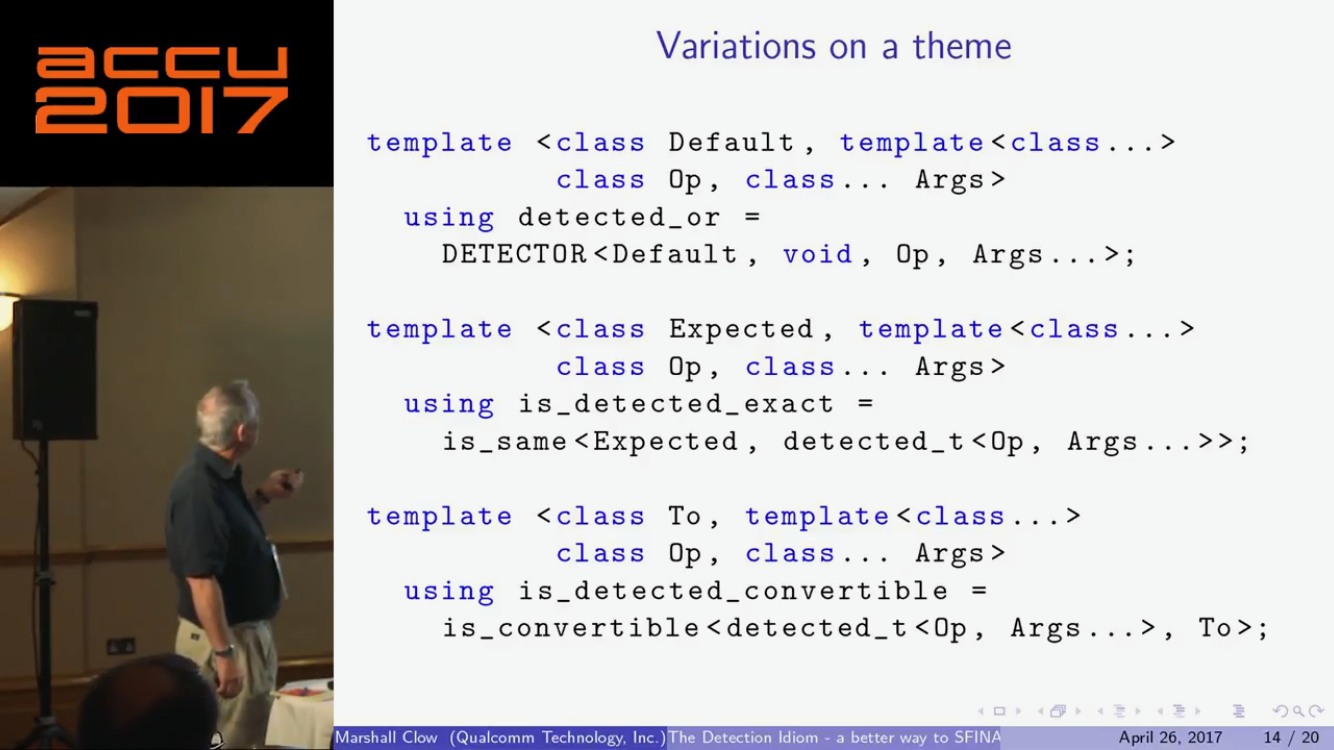 accu
2017
Variations on a theme
template <class Default, template<class...>
class Op, class... Args>
using detected_or =
DETECTOR<Default, void, Op, Args...>;
template <class Expected, template<class...>
class Op, class... Args>
using is_detected_exact =
is_same<Expected, detected_t<Op, Args...>>;
template <class To, template<class...>
class Op, class... Args>
using is_detected_convertible =
is_convertible<detected_t<Op, Args...>, To>;
Marshall Clow (Qualcomm Technology, Inc.) The Detection Idiom - a better way to SFINA April 26, 2017 14 / 20